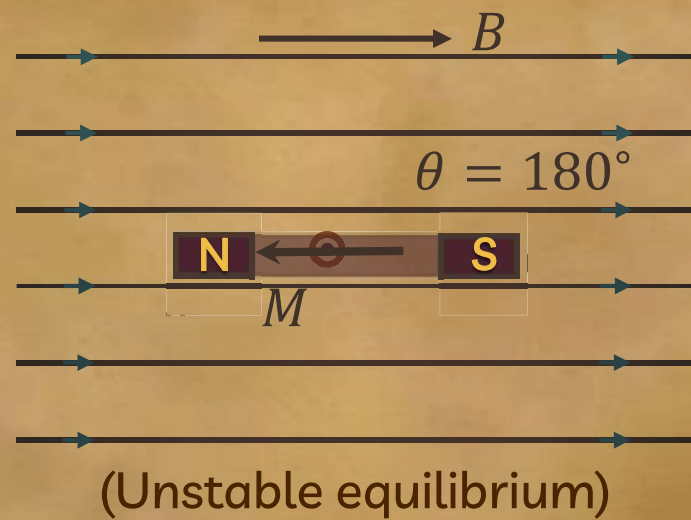 B
θ = 180°
N S
M
(Unstable equilibrium)